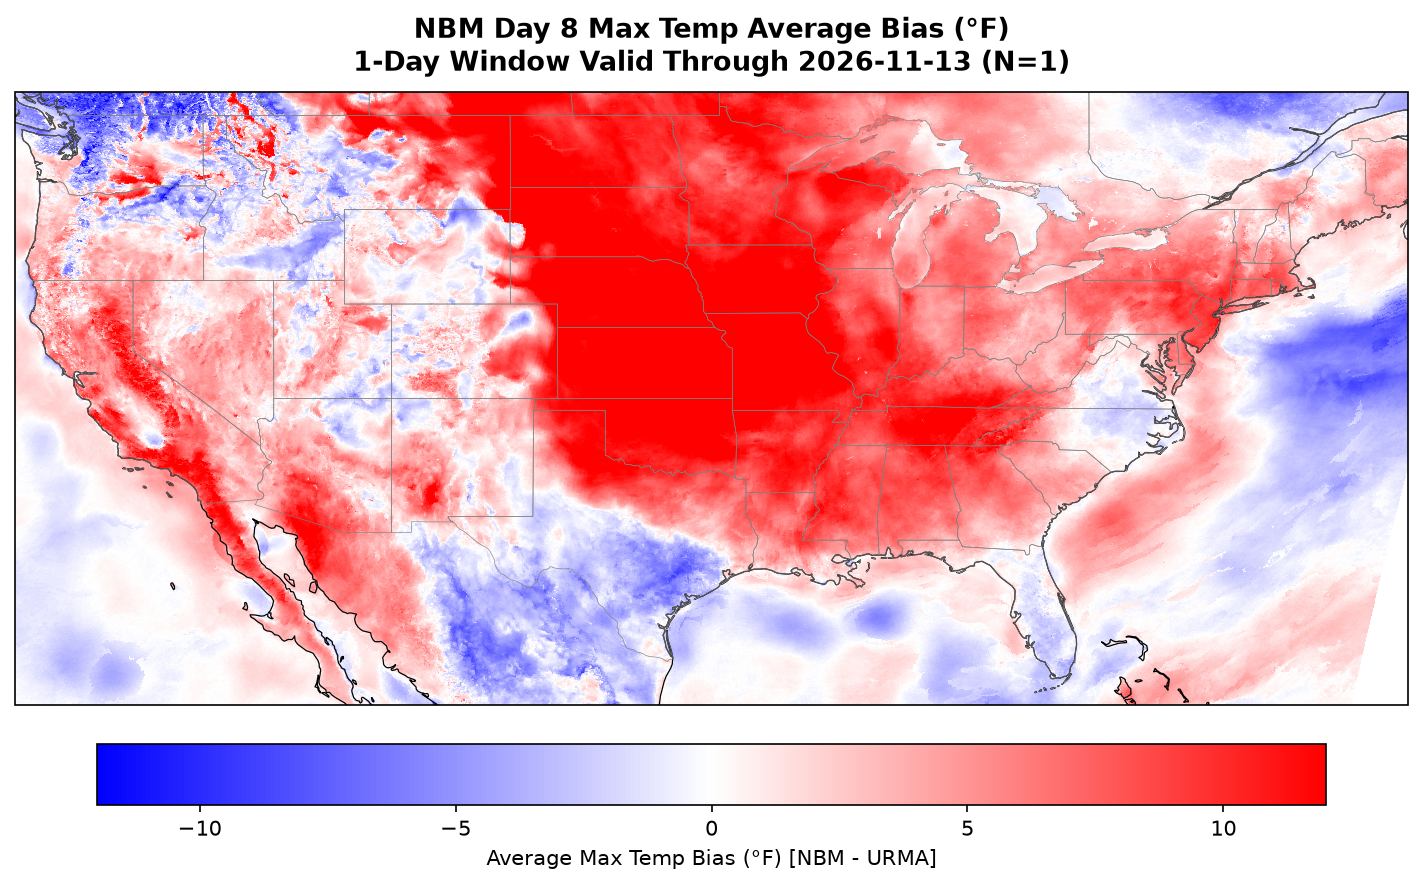 NBM Day 8 Max Temp Average Bias (°F)
1-Day Window Valid Through 2026-11-13 (N=1)
−10 −5 0 5 10
Average Max Temp Bias (°F) [NBM - URMA]